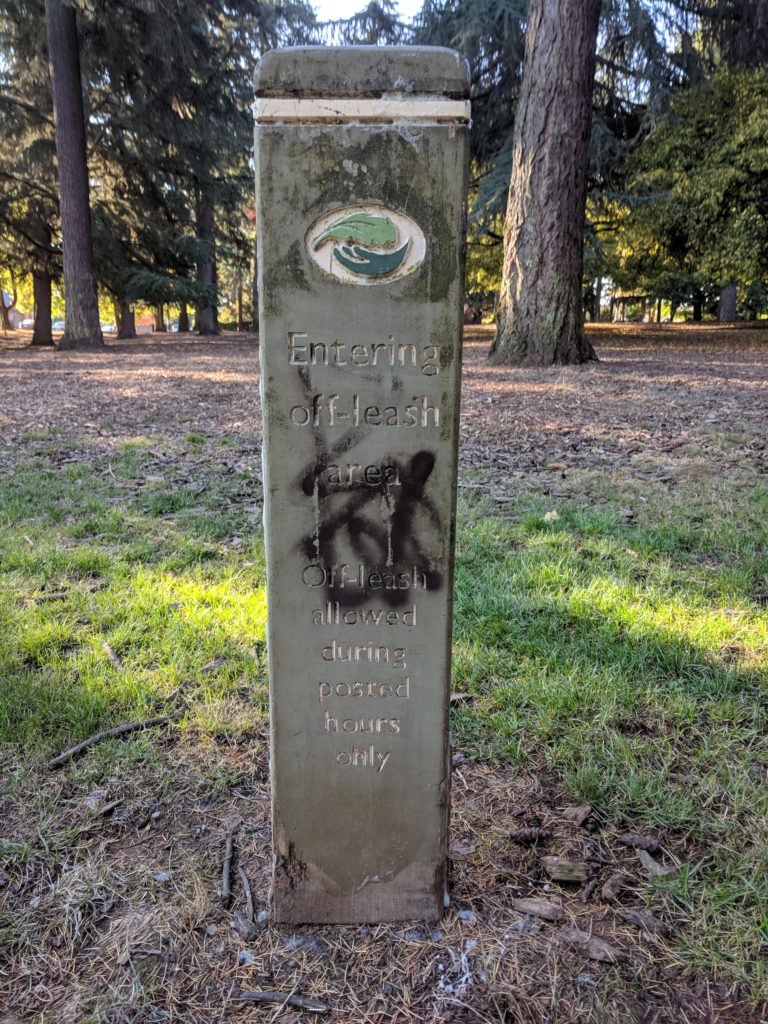 Entering
off-leash
area
Off-leash
allowed
during
posted
hours
only